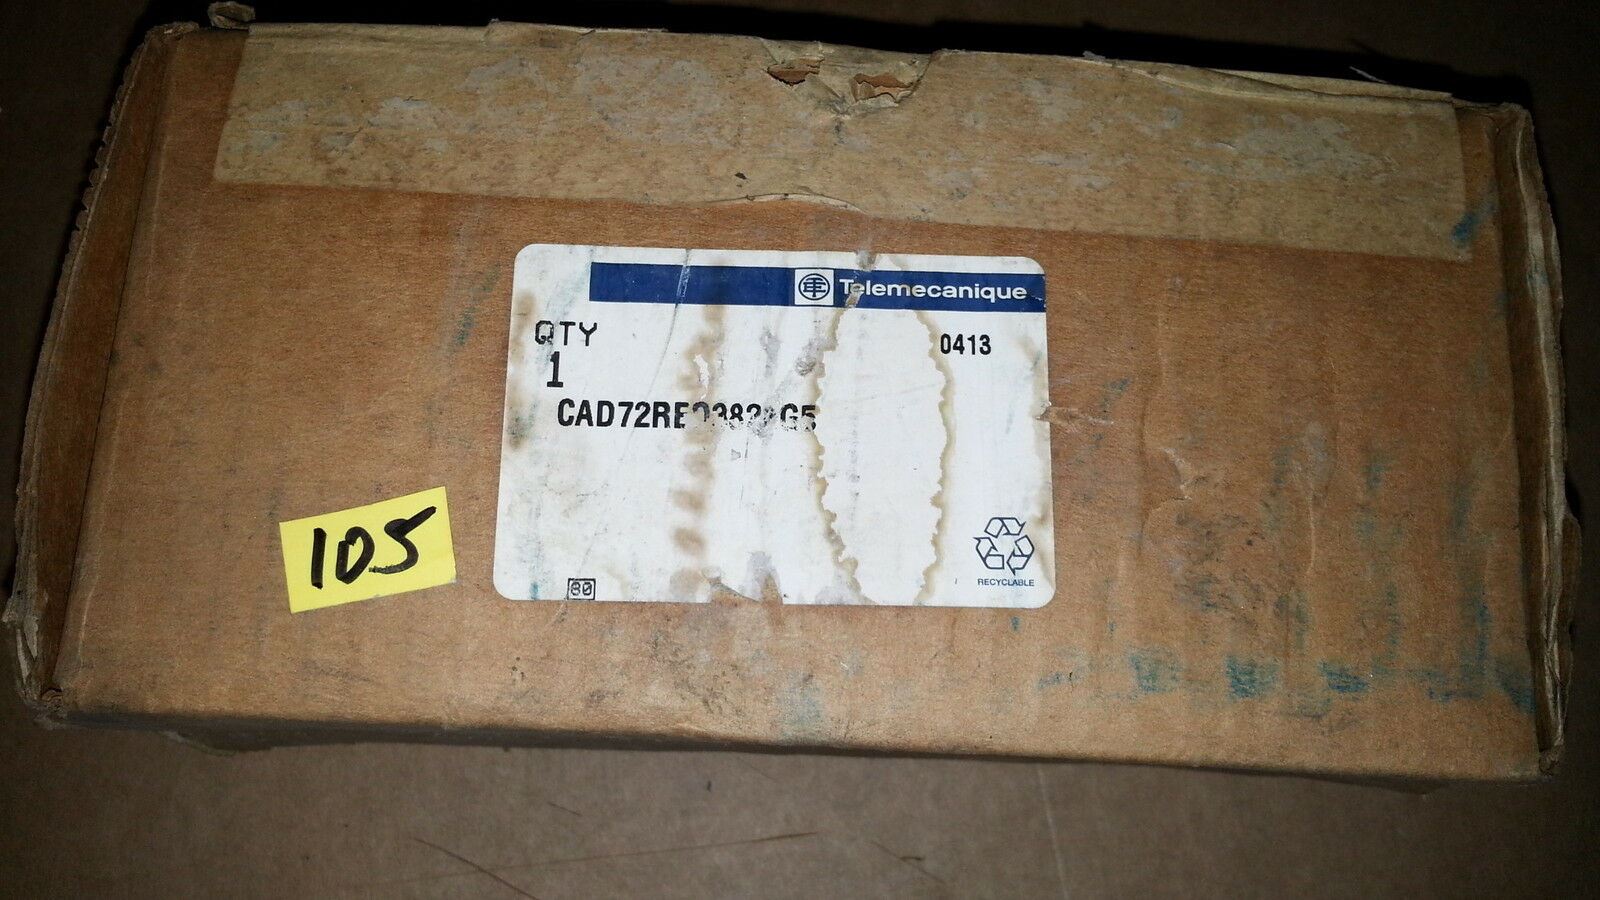 Telemecanique
QTY
0413
1
105
80
RECYCLABLE